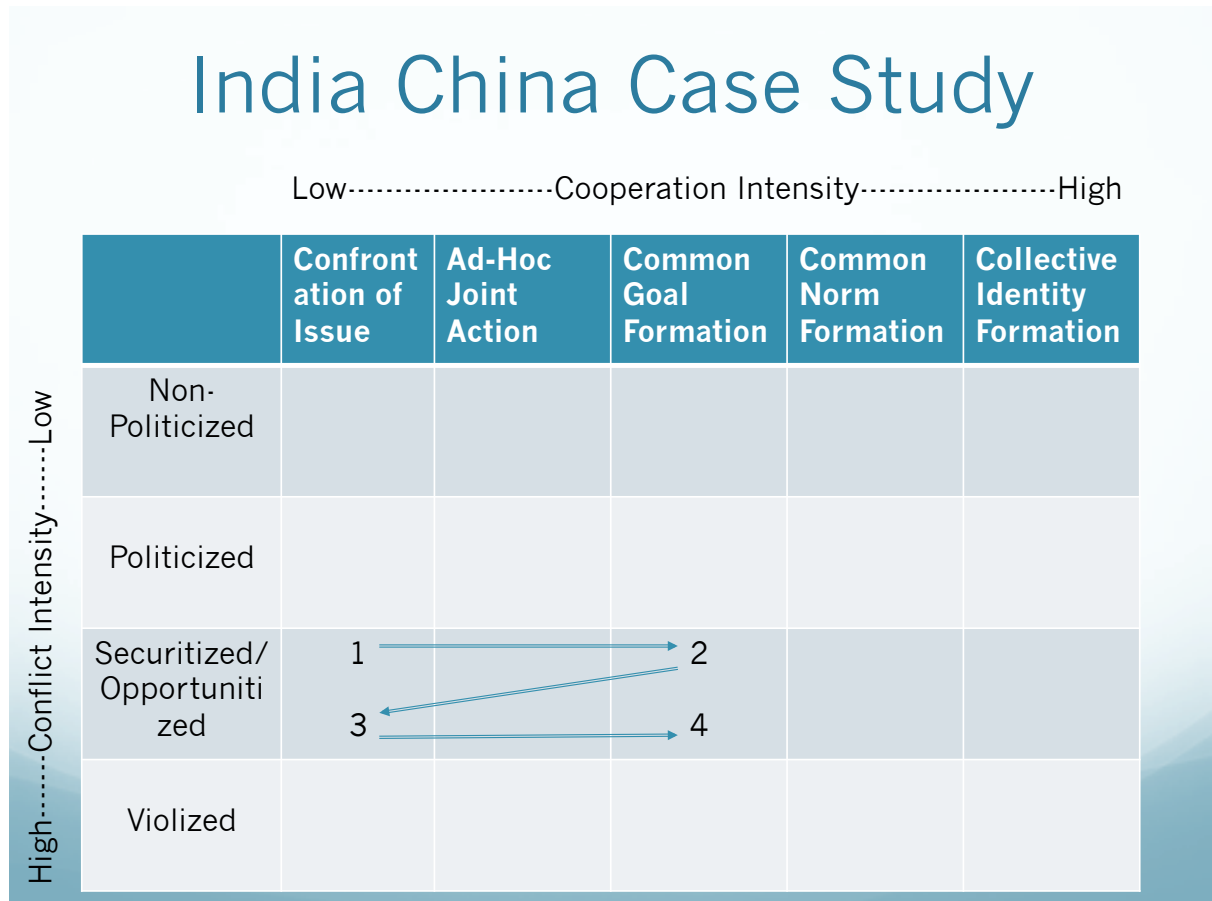 India China Case Study
Low----------------------Cooperation Intensity---------------------High
Confront
ation of
Issue
Ad-Hoc
Joint
Action
Common
Goal
Formation
Common
Norm
Formation
Collective
Identity
Formation
High-------Conflict Intensity-------Low
Non-
Politicized
Politicized
Securitized/
Opportuniti
zed
1
2
3
4
Violized